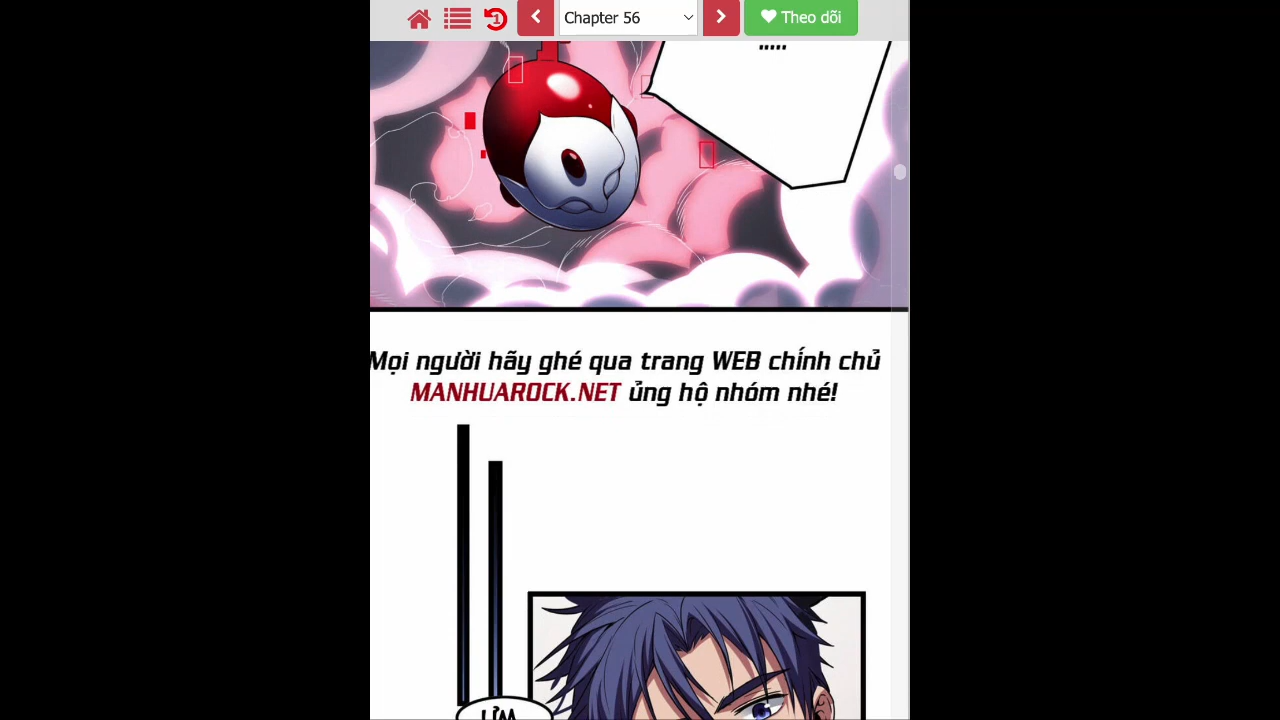 Chapter 56
Theo dõi
.....
Mọi người hãy ghé qua trang WEB chính chủ
MANHUAROCK.NET ủng hộ nhóm nhé!